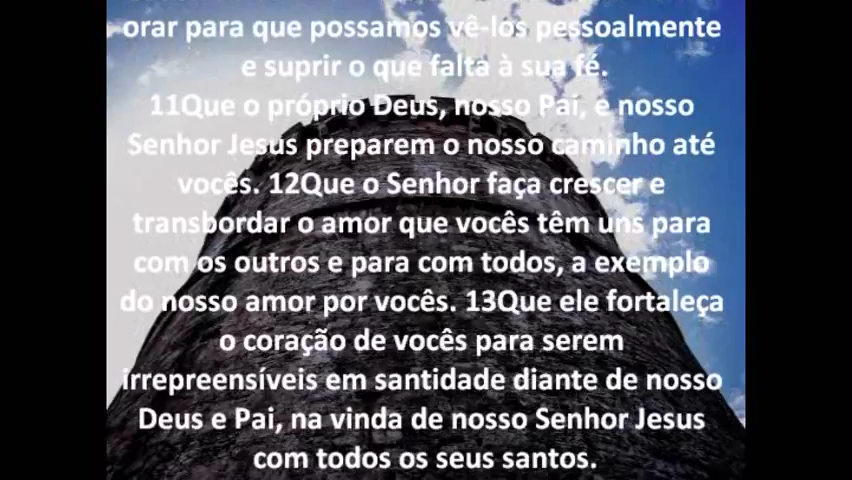 orar para que possamos vê-los pessoalmente
e suprir o que falta à sua fé.
11Que o próprio Deus, nosso Pai, e nosso
Senhor Jesus preparem o nosso caminho até
vocês. 12Que o Senhor faça crescer e
transbordar o amor que vocês têm uns para
com os outros e para com todos, a exemplo
do nosso amor por vocês. 13Que ele fortaleça
o coração de vocês para serem
irrepreensíveis em santidade diante de nosso
Deus e Pai, na vinda de nosso Senhor Jesus
com todos os seus santos.